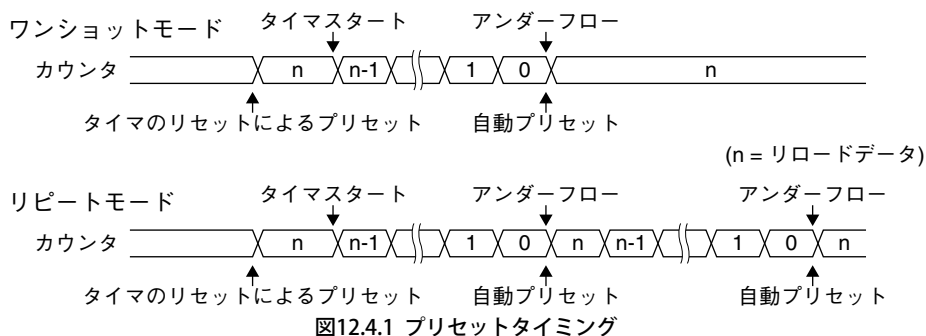 ワンショットモード
タイマスタート アンダーフロー
カウンタ n n-1 1 0 n
タイマのリセットによるプリセット 自動プリセット
(n = リロードデータ)
リピートモード
タイマスタート アンダーフロー アンダーフロー
カウンタ n n-1 1 0 n n-1 1 0 n
タイマのリセットによるプリセット 自動プリセット 自動プリセット
図12.4.1 プリセットタイミング